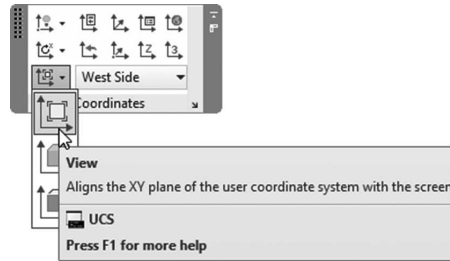 West Side
Coordinates
View
Aligns the XY plane of the user coordinate system with the screen
UCS
Press F1 for more help